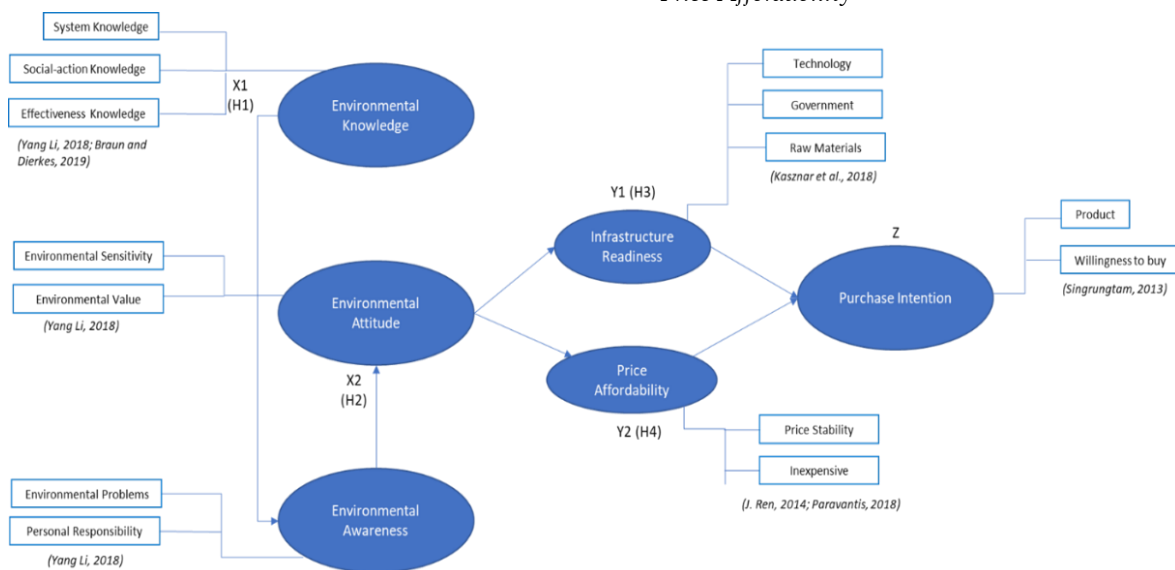 Price Affordability
System Knowledge
Social-action Knowledge
Effectiveness Knowledge
(Yang Li, 2018; Braun and
Dierkes, 2019)
X1
(H1)
Environmental
Knowledge
Technology
Government
Raw Materials
(Kasznar et al., 2018)
Y1 (H3)
Infrastructure
Readiness
Environmental Sensitivity
Environmental Value
(Yang Li, 2018)
Environmental
Attitude
X2
(H2)
Price
Affordability
Y2 (H4)
Z
Purchase Intention
Product
Willingness to buy
(Singrungtam, 2013)
Price Stability
Inexpensive
(J. Ren, 2014; Paravantis, 2018)
Environmental Problems
Personal Responsibility
(Yang Li, 2018)
Environmental
Awareness